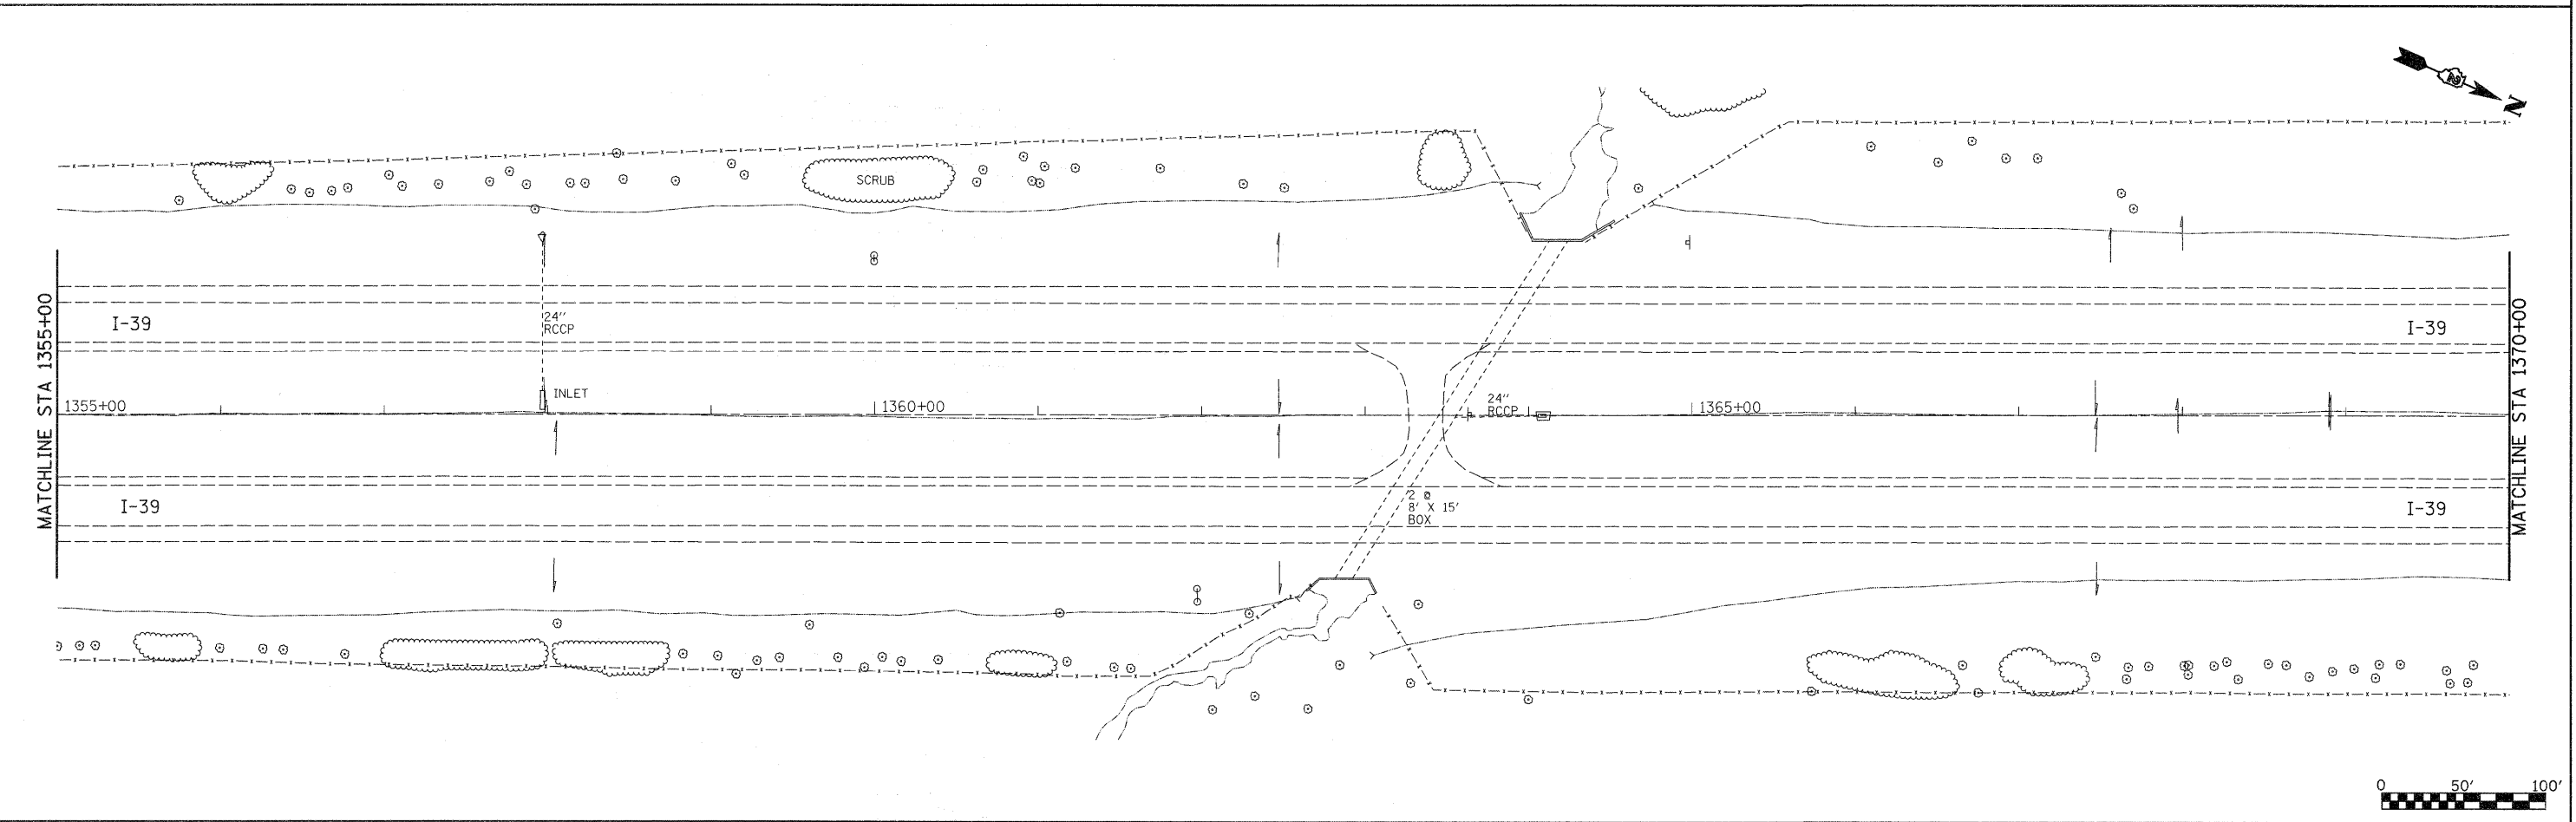 N
SCRUB
MATCHLINE STA 1355+00
I-39
24"
RCCP
I-39
MATCHLINE STA 1370+00
INLET
1355+00
1360+00
24"
RCCP
1365+00
I-39
2 @
8' X 15'
BOX
I-39
0 50' 100'